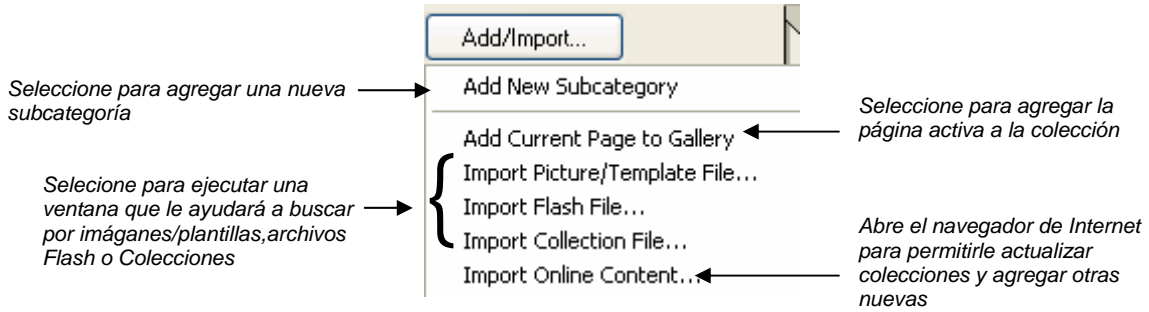 Add/Import...
Seleccione para agregar una nueva
subcategoría
Add New Subcategory
Seleccione para agregar la
página activa a la colección
Add Current Page to Gallery
Selecione para ejecutar una
ventana que le ayudará a buscar
por imáganes/plantillas,archivos
Flash o Colecciones
Import Picture/Template File...
Import Flash File...
Import Collection File...
Import Online Content...
Abre el navegador de Internet
para permitirle actualizar
colecciones y agregar otras
nuevas